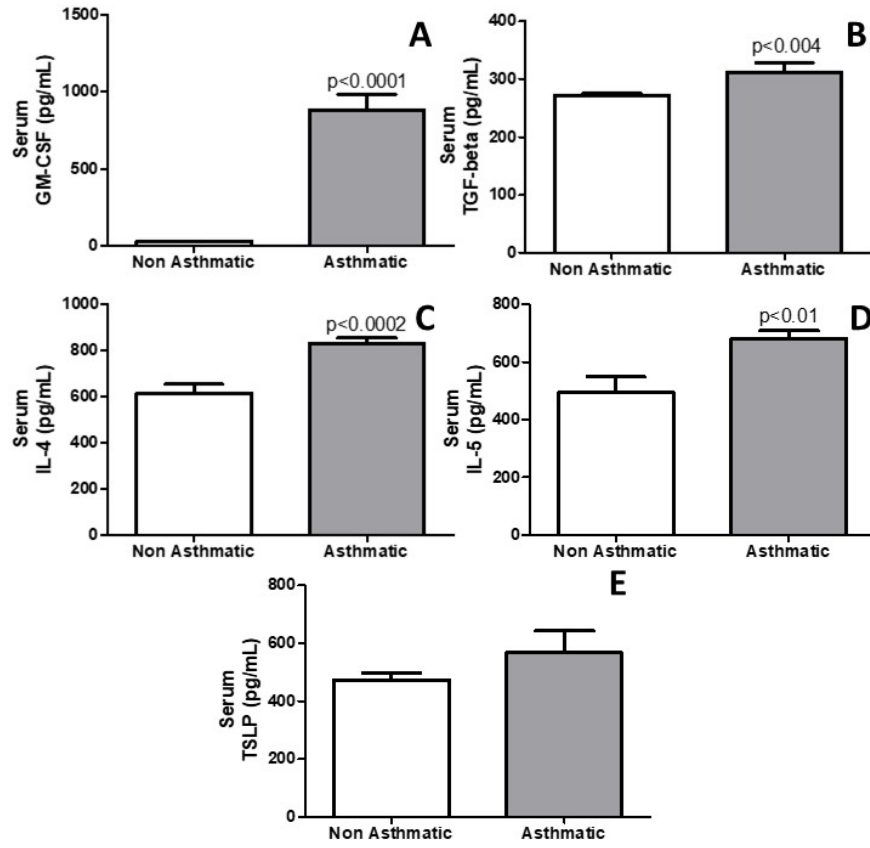 A
Serum
GM-CSF (pg/mL)
1500
1000
500
0
p<0.0001
Non Asthmatic
Asthmatic
B
Serum
TGF-beta (pg/mL)
400
300
200
100
0
p<0.004
Non Asthmatic
Asthmatic
C
Serum
IL-4 (pg/mL)
1000
800
600
400
200
0
p<0.0002
Non Asthmatic
Asthmatic
D
Serum
IL-5 (pg/mL)
800
600
400
200
0
p<0.01
Non Asthmatic
Asthmatic
E
Serum
TSLP (pg/mL)
800
600
400
200
0
Non Asthmatic
Asthmatic